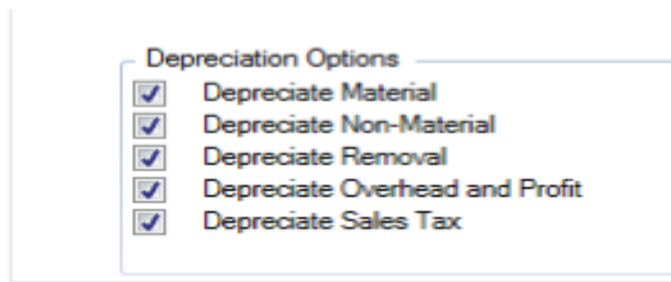 Depreciation Options
Depreciate Material
Depreciate Non-Material
Depreciate Removal
Depreciate Overhead and Profit
Depreciate Sales Tax